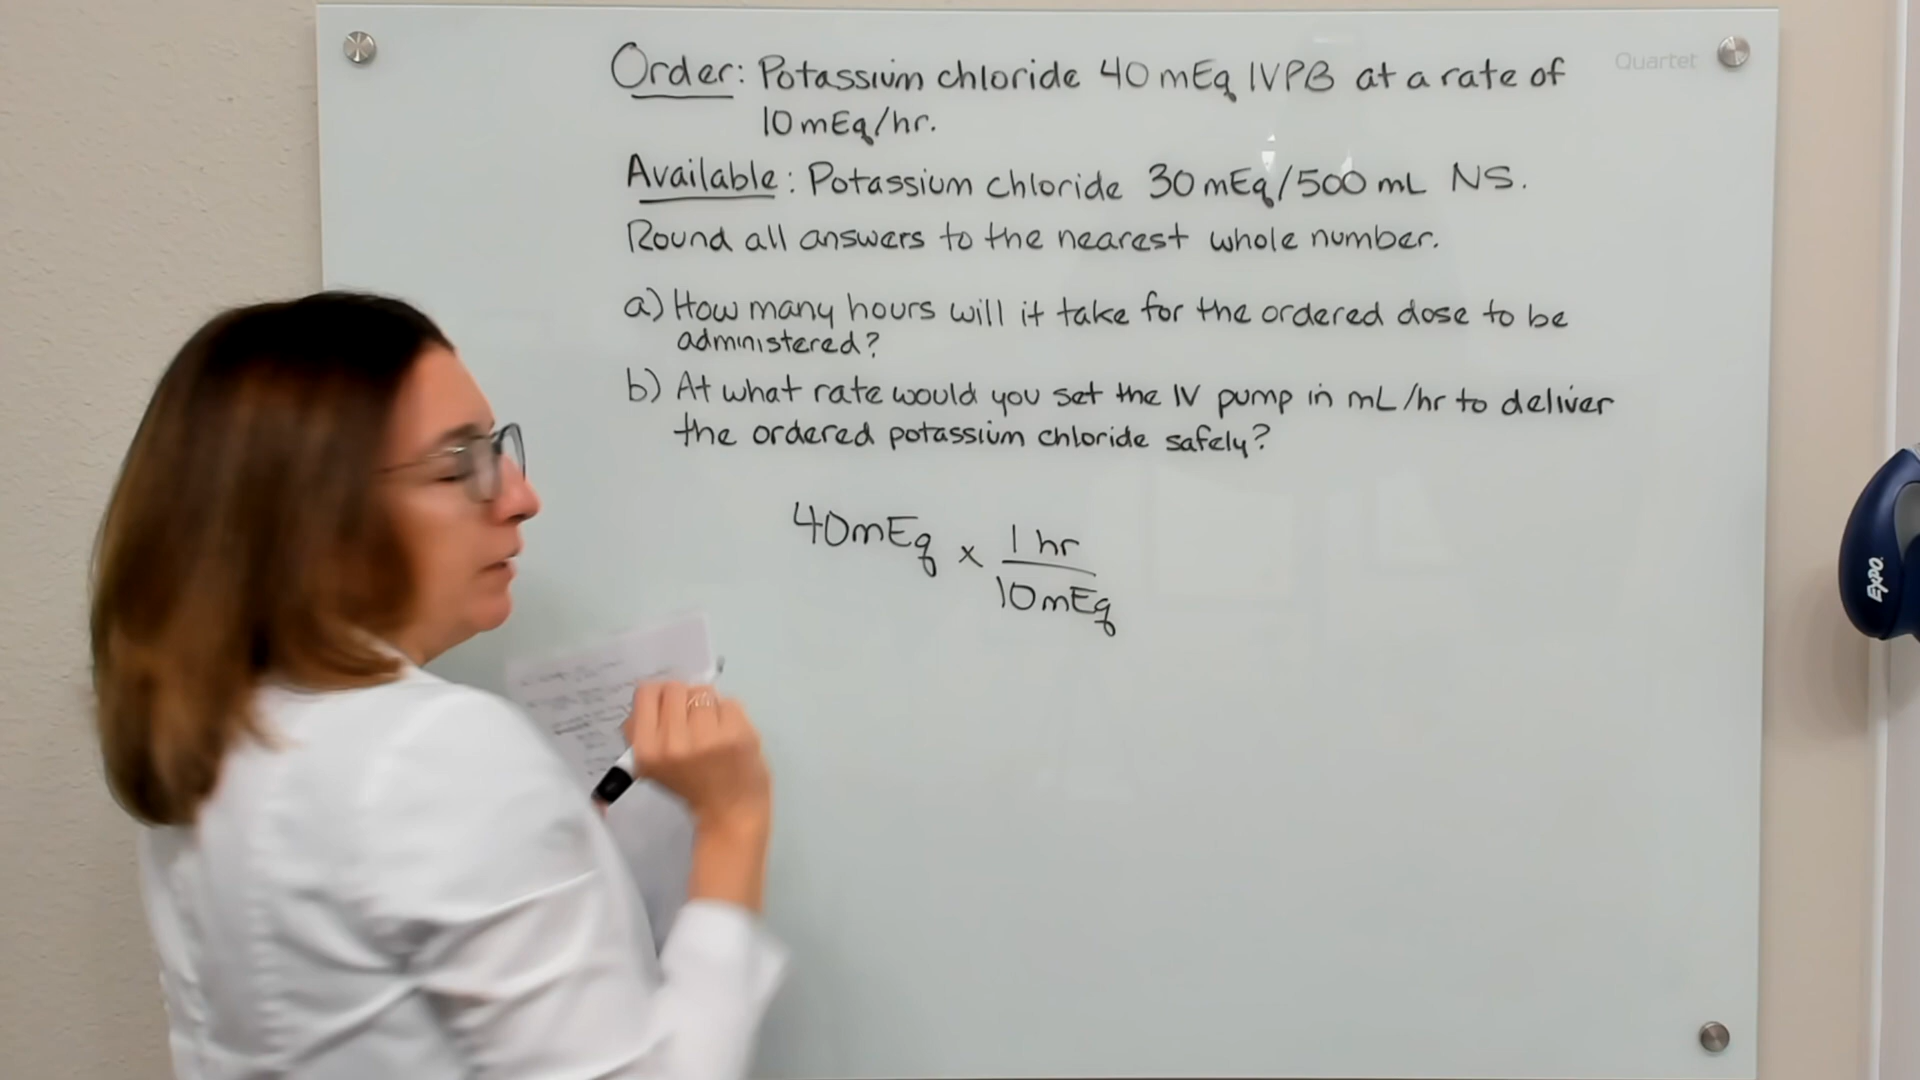 Quartet
Order: Potassium chloride 40 mEq IVPB at a rate of
10 mEq/hr.
Available: Potassium chloride 30 mEq/500 mL NS.
Round all answers to the nearest whole number.
a) How many hours will it take for the ordered dose to be
administered?
b) At what rate would you set the IV pump in mL/hr to deliver
the ordered potassium chloride safely?
40mEq x 1 hr
10mEq
EXPO